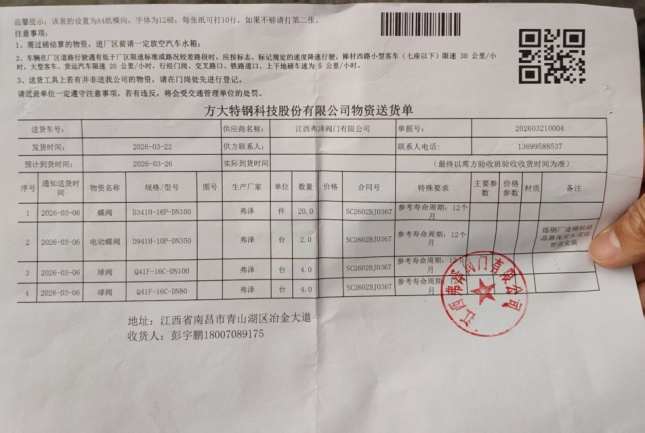 温馨提示：该表的设置为A4纸横向，字体为12磅；每张纸可打10行，如果不够请打第二张。
注意事项：
1、需过磅结算的物资，进厂区前请一定放空汽车水箱；
2、车辆在厂区道路行驶遇有低于厂区限速标或路况较差路段时，应按标志、标记规定的速度降速行驶，棒材西路小型客车（七座以下）限速 30 公里/小时、大型客车、货运汽车限速 20 公里/小时、行经门岗、交叉路口、铁路道口、上下地磅车速为 5 公里/小时。
3、送货工具上若有并非送我公司的物资，请在门岗处先进行登记。
请送货单位一定遵守注意事项，若有违反，将会受交通管理单位的处罚。
方大特钢科技股份有限公司物资送货单
送货车号： 供应商名称： 江西弗泽阀门有限公司 单据号： 202603210004
发货时间： 2026-03-22 供方联系人： 联系人电话： 13699588537
预计到货时间： 2026-03-26 实际到货时间： （最终以需方验收班验收收货时间为准）
序号 通知送货时间 物资名称 规格/型号 图号 生产厂家 单位 数量 价格 合同号 特殊要求 主要参数 价格参数 材质 备注
1 2026-03-06 蝶阀 D341H-16P-DN100 弗泽 件 20.0 SC2602BJ0367 参考寿命周期：12个月
2 2026-03-06 电动蝶阀 D941H-10P-DN350 弗泽 台 2.0 SC2602BJ0367 参考寿命周期：12个月
3 2026-03-06 球阀 Q41F-16C-DN100 弗泽 台 4.0 SC2602BJ0367 参考寿命周期：12个月
4 2026-03-06 球阀 Q41F-16C-DN80 弗泽 台 4.0 SC2602BJ0367 参考寿命周期：12个月
江西弗泽阀门有限公司
地址：江西省南昌市青山湖区冶金大道
收货人：彭宇鹏18007089175